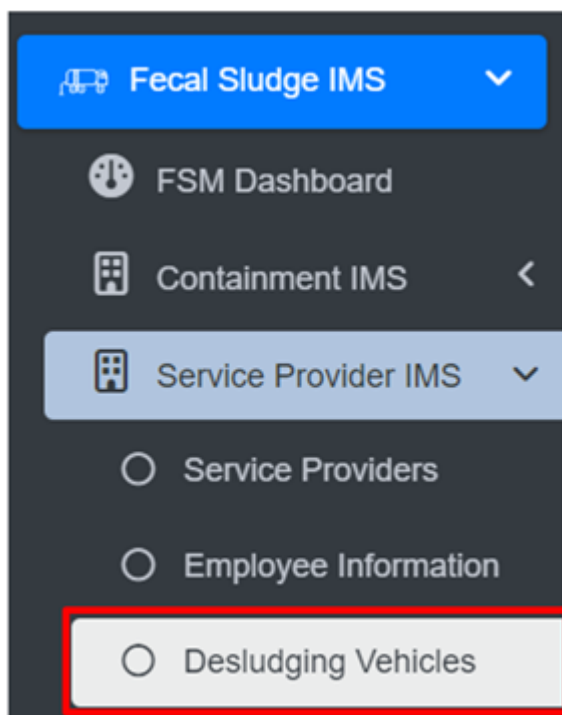 Fecal Sludge IMS
FSM Dashboard
Containment IMS
Service Provider IMS
Service Providers
Employee Information
Desludging Vehicles